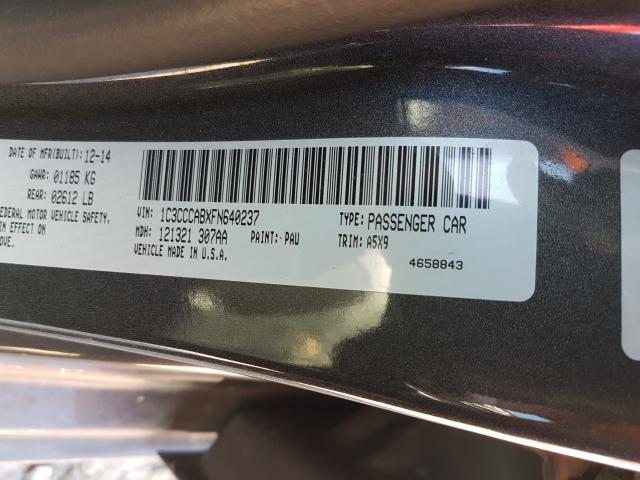 DATE OF MFR(BUILT): 12-14
GAWR: 01185 KG
REAR: 02612 LB
EDERAL MOTOR VEHICLE SAFETY,
IN EFFECT ON
OVE.
VIN: 1C3CCCABXFN640237 TYPE: PASSENGER CAR
MDH: 121321 307AA PAINT: PAU TRIM: A5X9
VEHICLE MADE IN U.S.A.
4658843